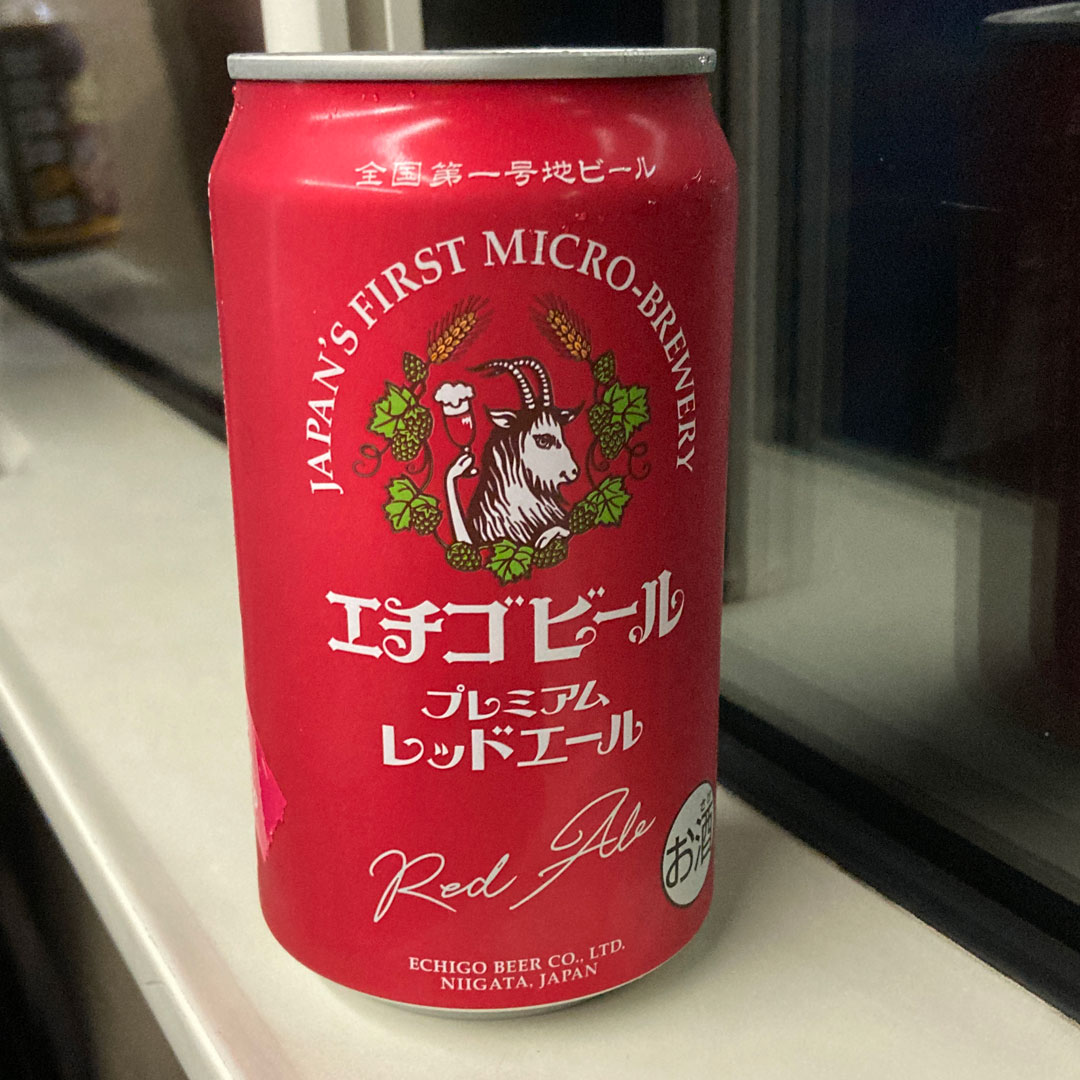 全国第一号地ビール
JAPAN'S FIRST MICRO-BREWERY
エチゴビール
プレミアム
レッドエール
Red Ale
お酒
ECHIGO BEER CO., LTD.
NIIGATA, JAPAN